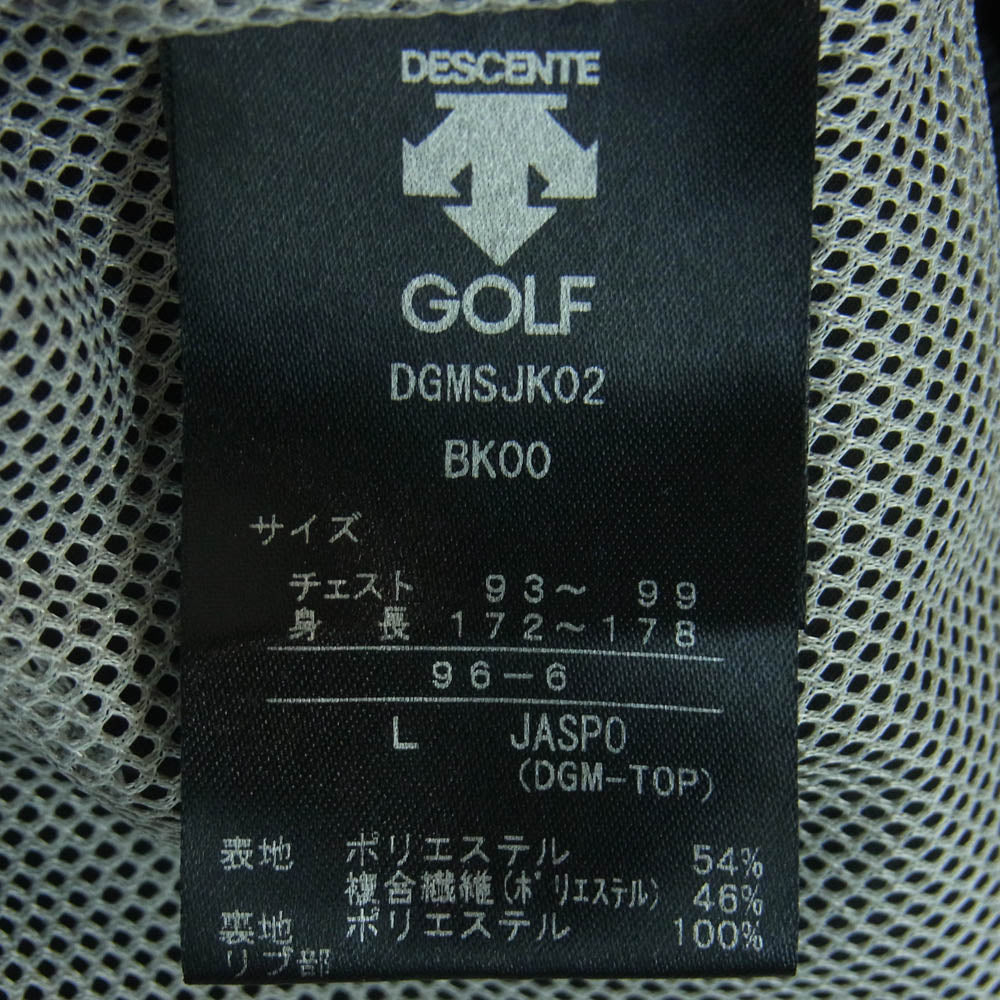 DESCENTE
GOLF
DGMSJK02
BK00
サイズ
チェスト 93～ 99
身 長 172～178
96-6
L JASPO
(DGM-TOP)
表地 ポリエステル 54%
複合繊維(ポリエステル) 46%
裏地 ポリエステル 100%
リブ部